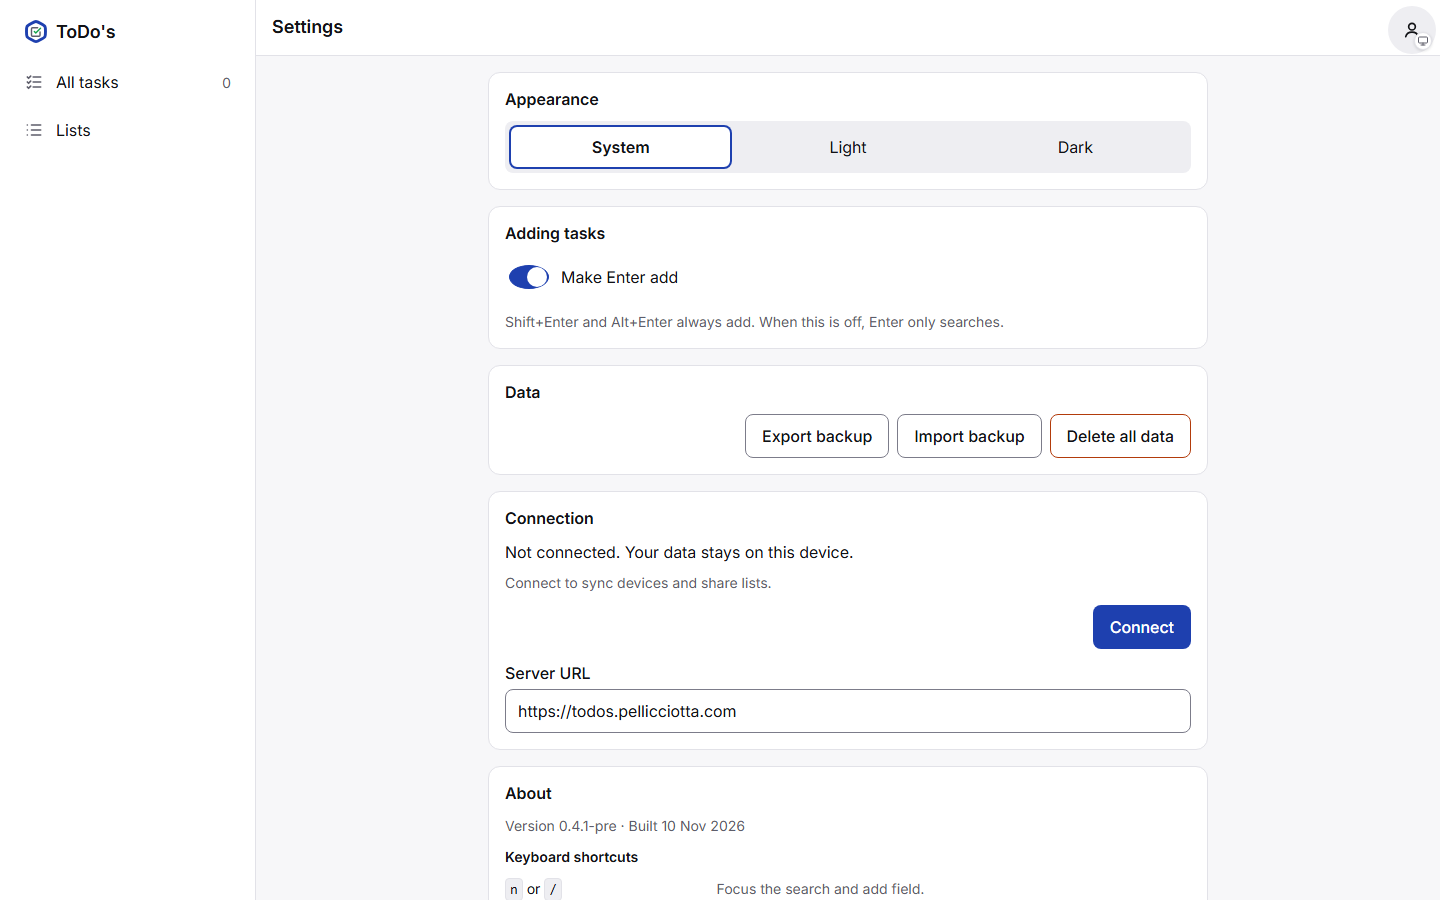 ToDo's
All tasks 0
Lists
Settings
Appearance
System Light Dark
Adding tasks
Make Enter add
Shift+Enter and Alt+Enter always add. When this is off, Enter only searches.
Data
Export backup Import backup Delete all data
Connection
Not connected. Your data stays on this device.
Connect to sync devices and share lists.
Connect
Server URL
https://todos.pellicciotta.com
About
Version 0.4.1-pre · Built 10 Nov 2026
Keyboard shortcuts
n or / Focus the search and add field.